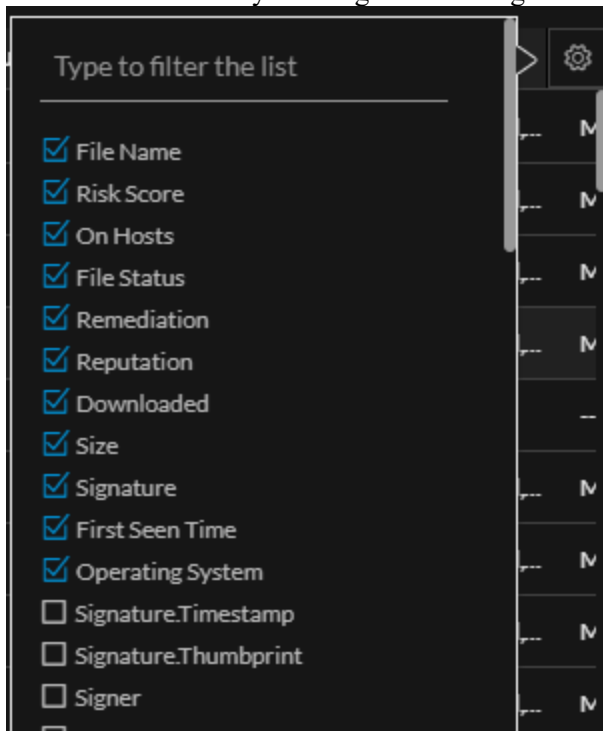 Type to filter the list
File Name
Risk Score
On Hosts
File Status
Remediation
Reputation
Downloaded
Size
Signature
First Seen Time
Operating System
Signature.Timestamp
Signature.Thumbprint
Signer